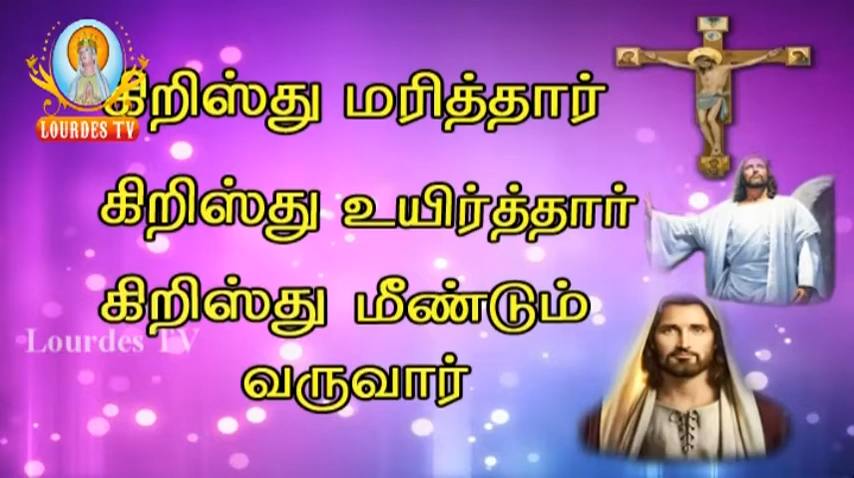 LOURDES TV
கிறிஸ்து மரித்தார்
கிறிஸ்து உயிர்த்தார்
கிறிஸ்து மீண்டும்
Lourdes TV
வருவார்